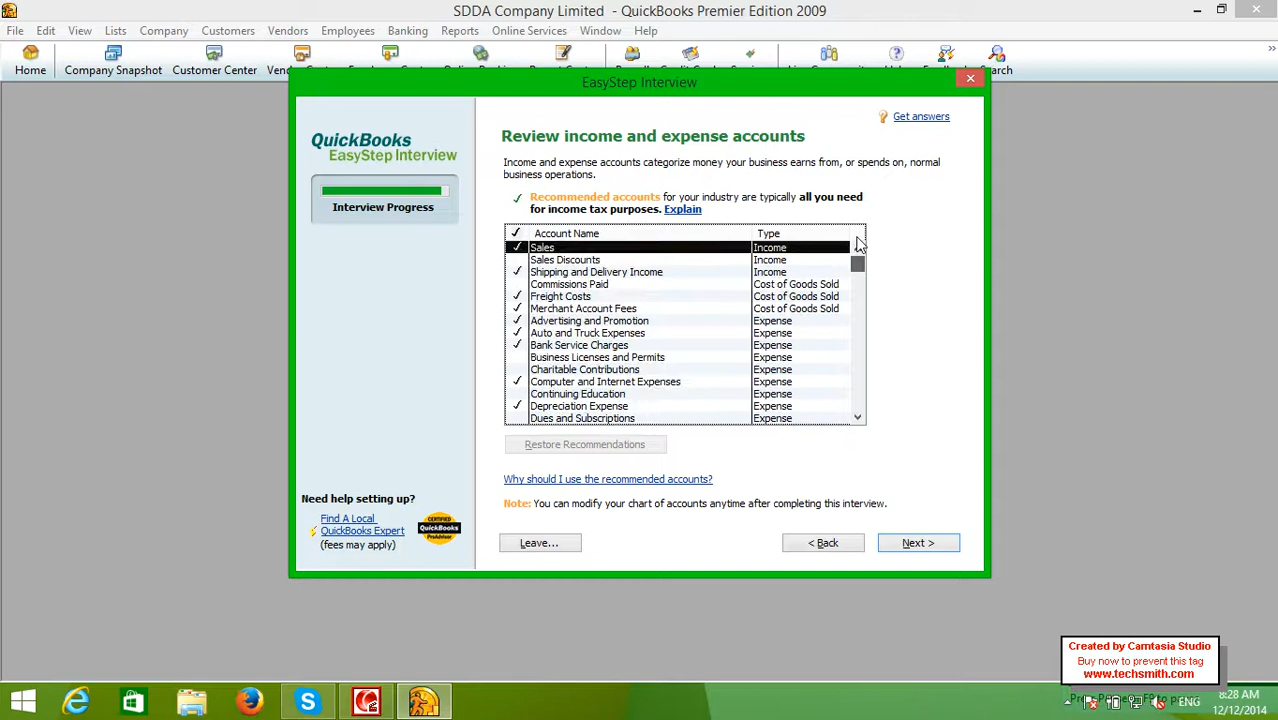 SDDA Company Limited - QuickBooks Premier Edition 2009
File Edit View Lists Company Customers Vendors Employees Banking Reports Online Services Window Help
Home Company Snapshot Customer Center Search
EasyStep Interview
Get answers
QuickBooks
EasyStep Interview
Interview Progress
Review income and expense accounts
Income and expense accounts categorize money your business earns from, or spends on, normal
business operations.
Recommended accounts for your industry are typically all you need
for income tax purposes. Explain
Account Name Type
Sales Income
Sales Discounts Income
Shipping and Delivery Income Income
Commissions Paid Cost of Goods Sold
Freight Costs Cost of Goods Sold
Merchant Account Fees Cost of Goods Sold
Advertising and Promotion Expense
Auto and Truck Expenses Expense
Bank Service Charges Expense
Business Licenses and Permits Expense
Charitable Contributions Expense
Computer and Internet Expenses Expense
Continuing Education Expense
Depreciation Expense Expense
Dues and Subscriptions Expense
Restore Recommendations
Why should I use the recommended accounts?
Note: You can modify your chart of accounts anytime after completing this interview.
Need help setting up?
Find A Local
QuickBooks Expert
(fees may apply)
CERTIFIED
QuickBooks
ProAdvisor
Leave... < Back Next >
Created by Camtasia Studio
Buy now to prevent this tag
www.techsmith.com
ENG
8:28 AM
12/12/2014